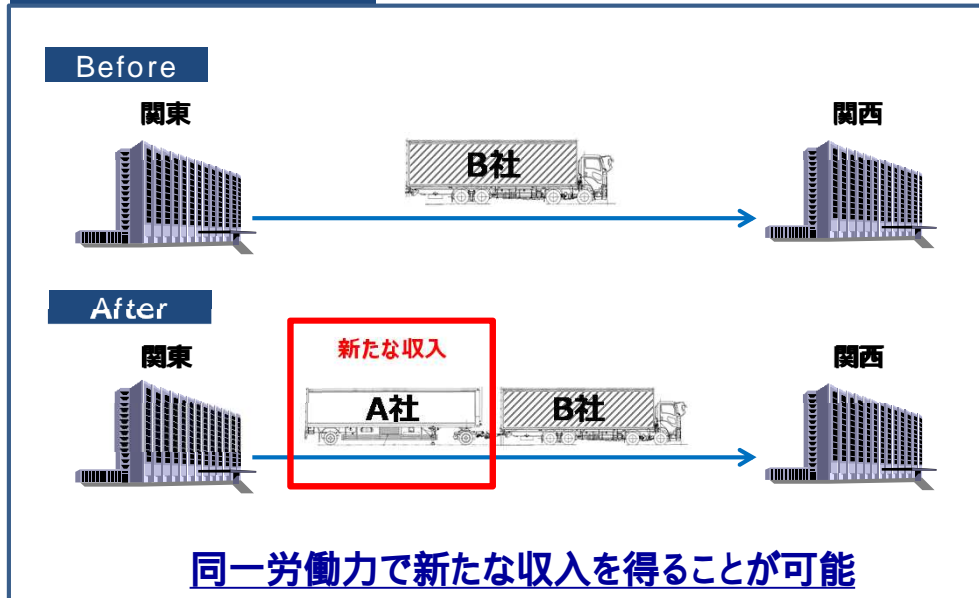 Before
関東
関西
B社
After
関東
新たな収入
関西
A社
B社
同一労働力で新たな収入を得ることが可能